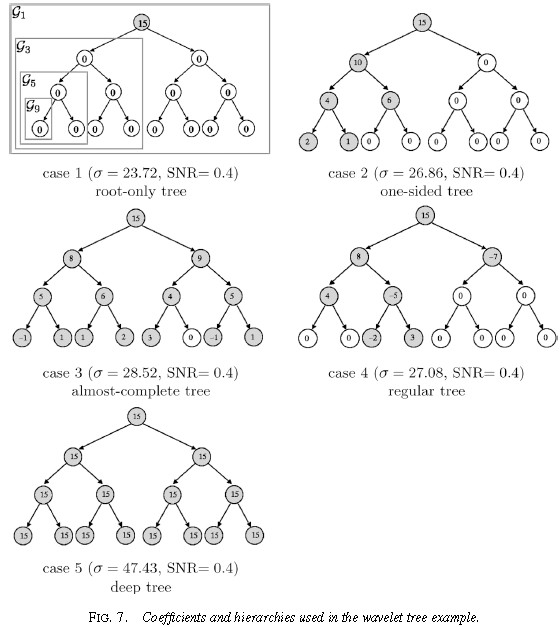 G1
15
G3
0 0
G5
0 0 0 0
G9
0 0 0 0 0 0 0 0
case 1 (σ = 23.72, SNR= 0.4)
root-only tree
15
10 0
4 6 0 0
2 1 0 0 0 0 0 0
case 2 (σ = 26.86, SNR= 0.4)
one-sided tree
15
8 9
5 6 4 5
−1 1 1 2 3 0 −1 1
case 3 (σ = 28.52, SNR= 0.4)
almost-complete tree
15
8 −7
4 −5 0 0
0 0 −2 3 0 0 0 0
case 4 (σ = 27.08, SNR= 0.4)
regular tree
15
15 15
15 15 15 15
15 15 15 15 15 15 15 15
case 5 (σ = 47.43, SNR= 0.4)
deep tree
FIG. 7. Coefficients and hierarchies used in the wavelet tree example.